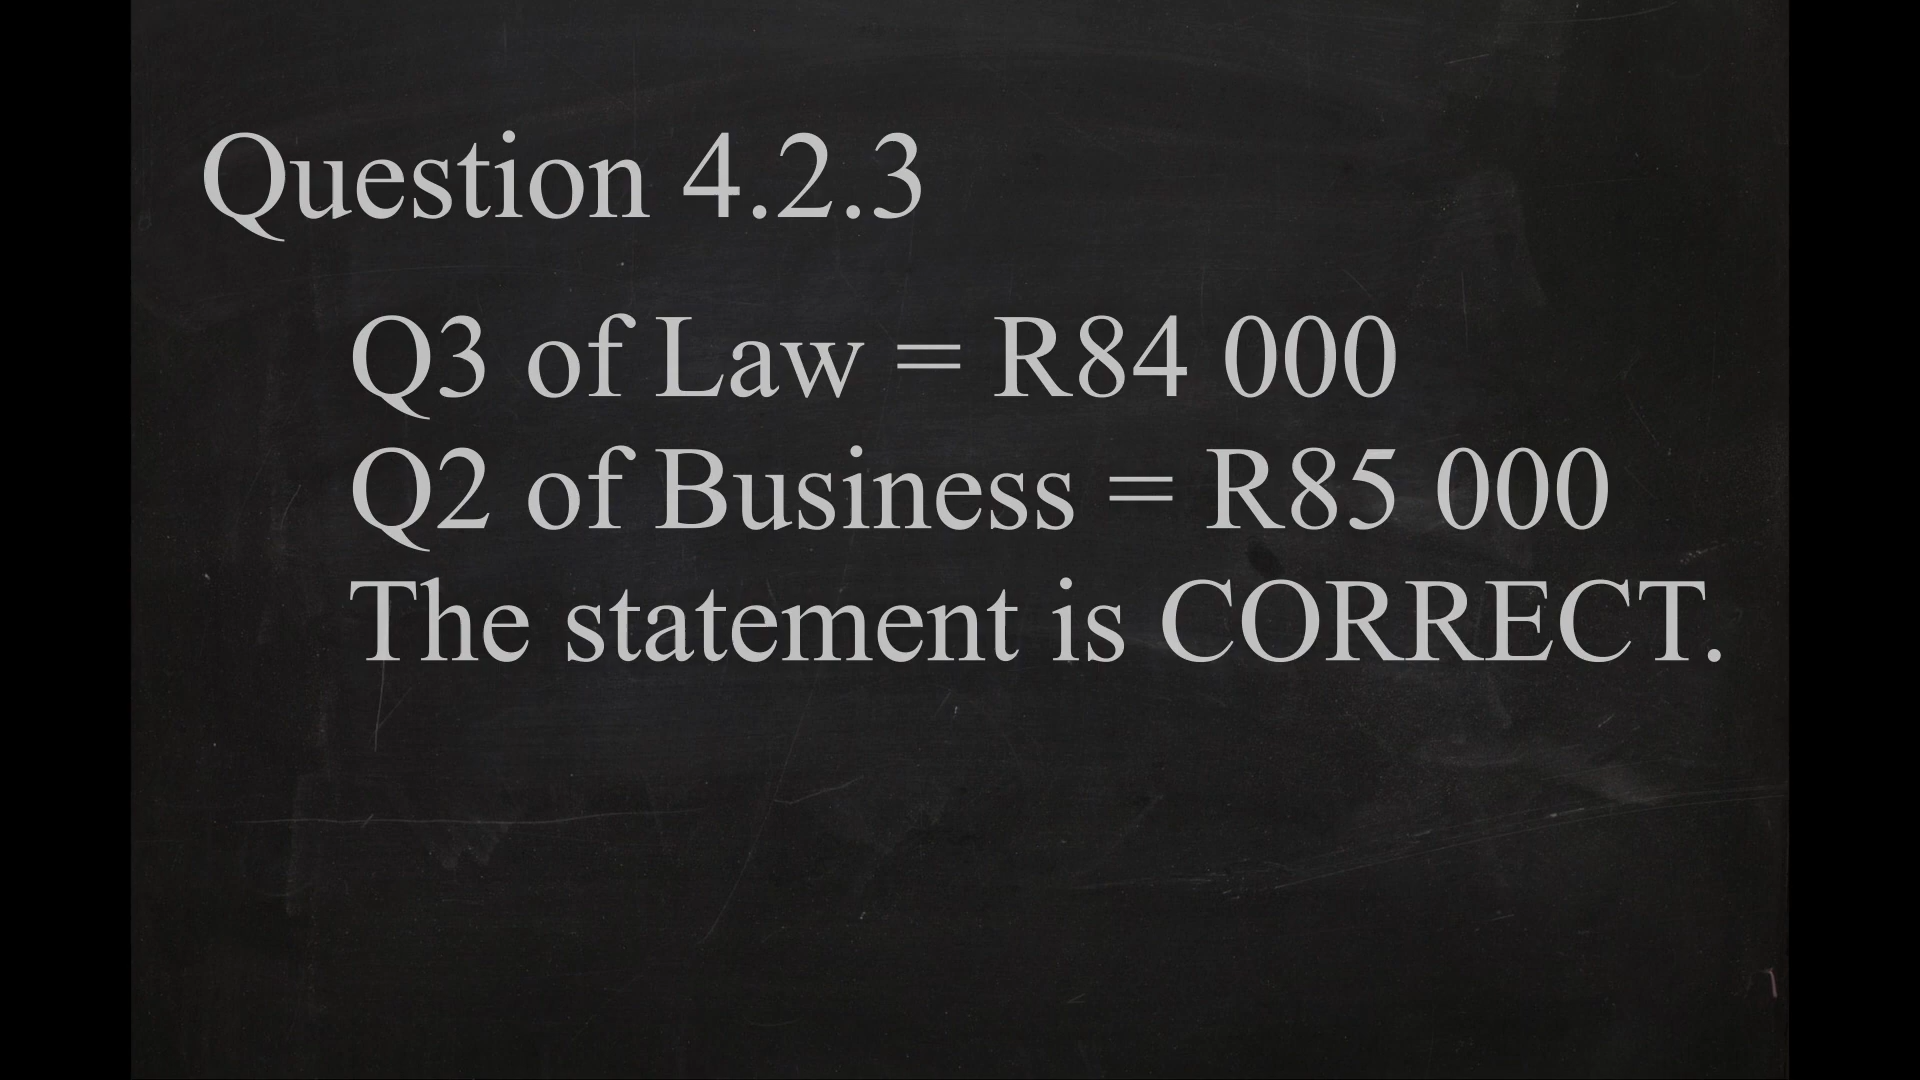 Question 4.2.3
Q3 of Law = R84 000
Q2 of Business = R85 000
The statement is CORRECT.